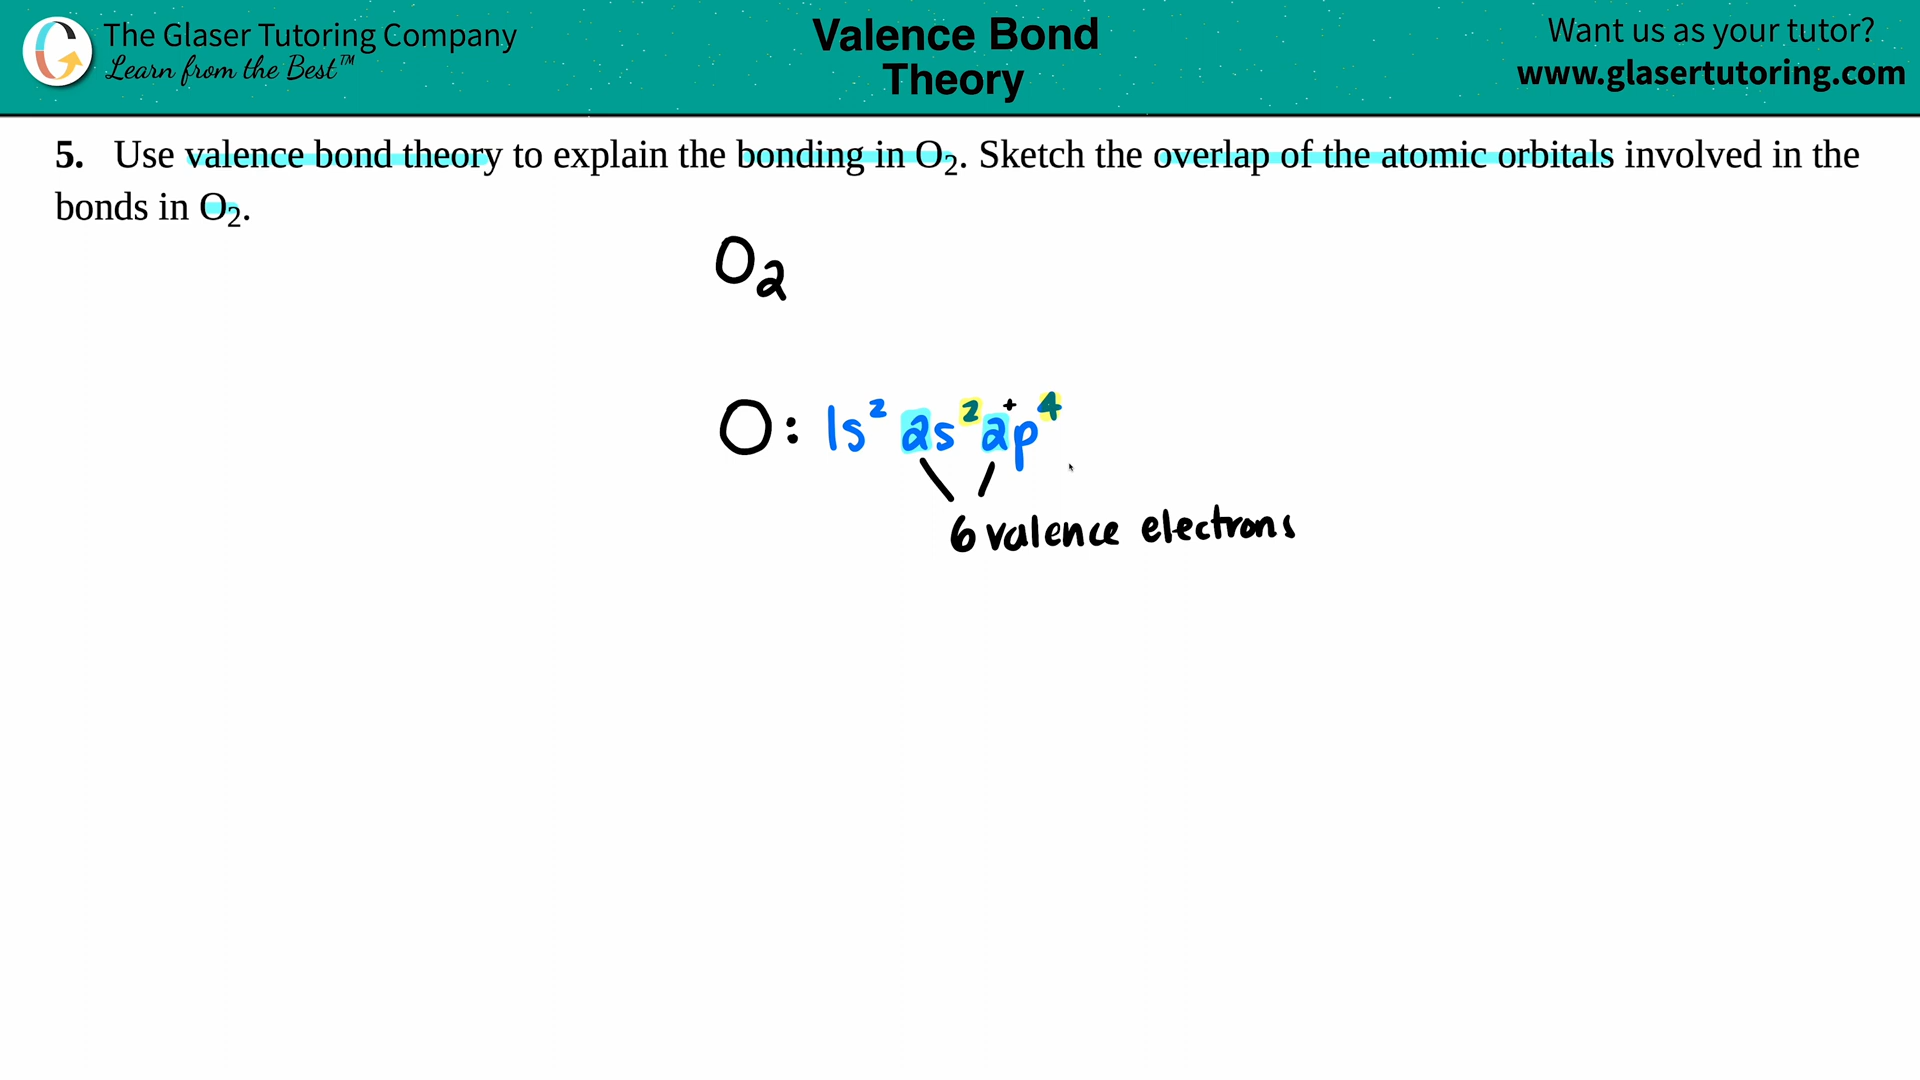 The Glaser Tutoring Company
Learn from the Best™
Valence Bond
Theory
Want us as your tutor?
www.glasertutoring.com
5. Use valence bond theory to explain the bonding in O₂. Sketch the overlap of the atomic orbitals involved in the
bonds in O₂.
O₂
O: 1s² 2s² + 2p⁴
6 valence electrons